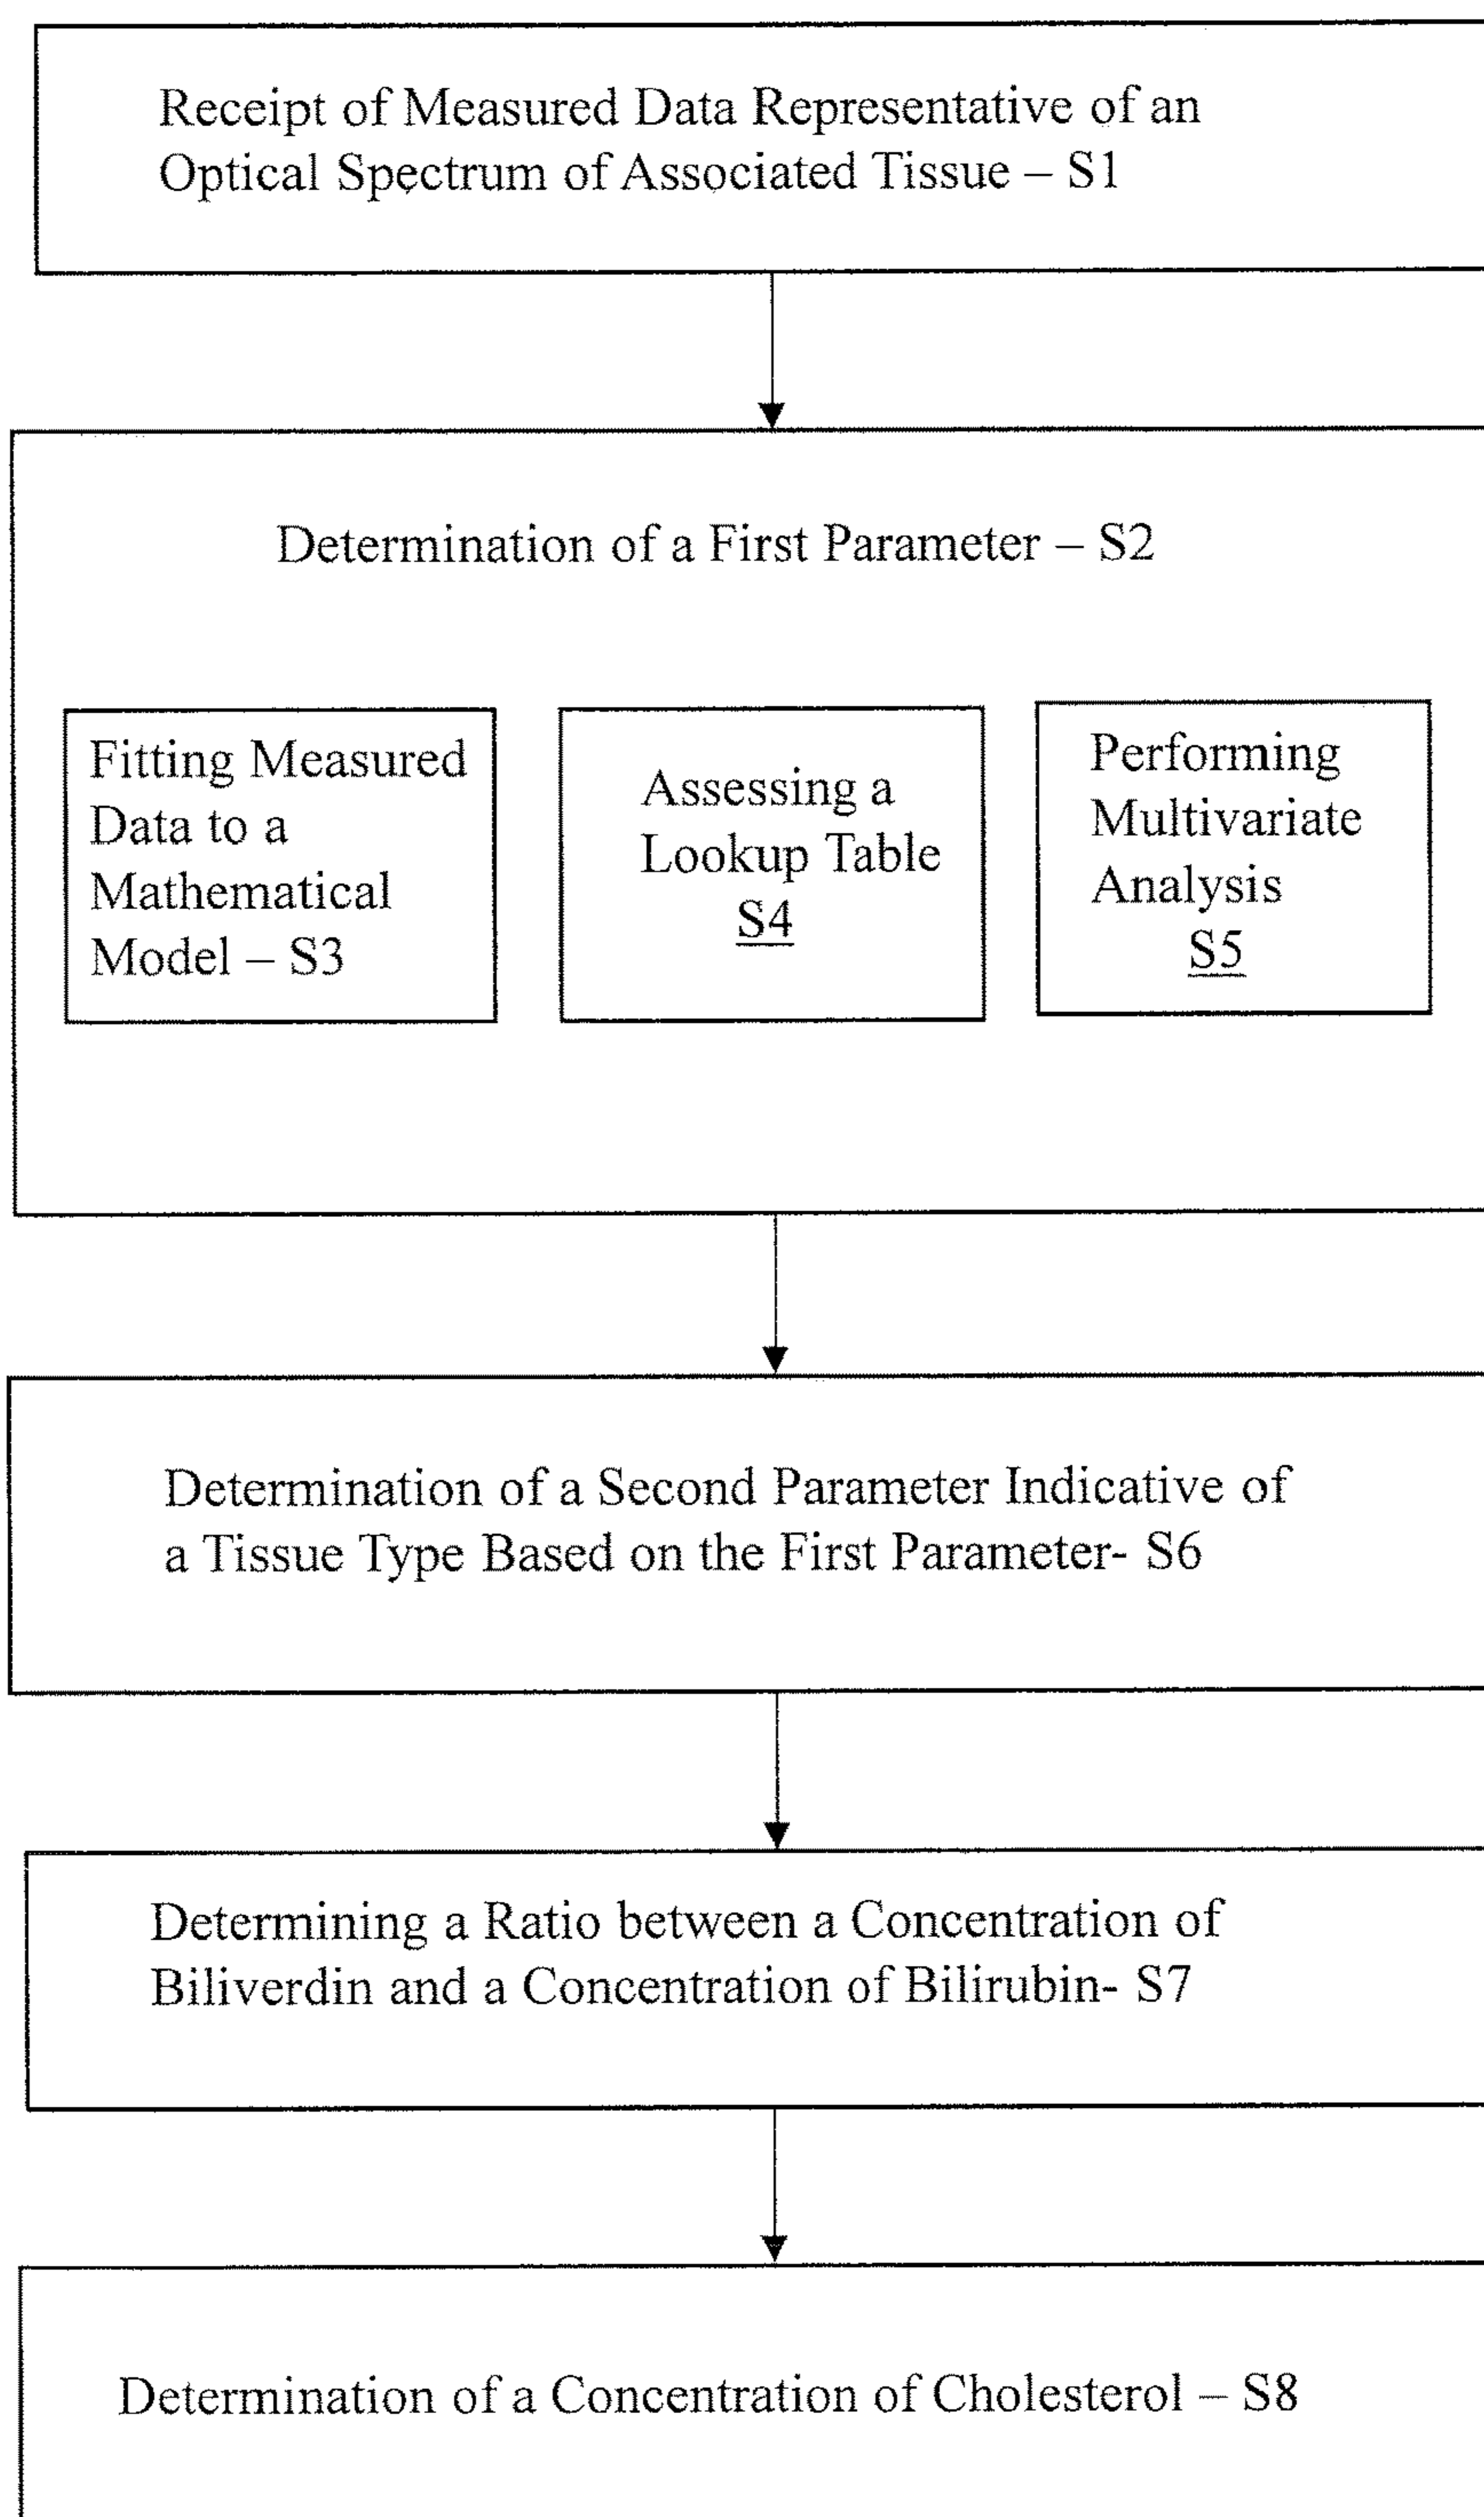 Receipt of Measured Data Representative of an
Optical Spectrum of Associated Tissue – S1
Determination of a First Parameter – S2
Fitting Measured
Data to a
Mathematical
Model – S3
Assessing a
Lookup Table
S4
Performing
Multivariate
Analysis
S5
Determination of a Second Parameter Indicative of
a Tissue Type Based on the First Parameter- S6
Determining a Ratio between a Concentration of
Biliverdin and a Concentration of Bilirubin- S7
Determination of a Concentration of Cholesterol – S8